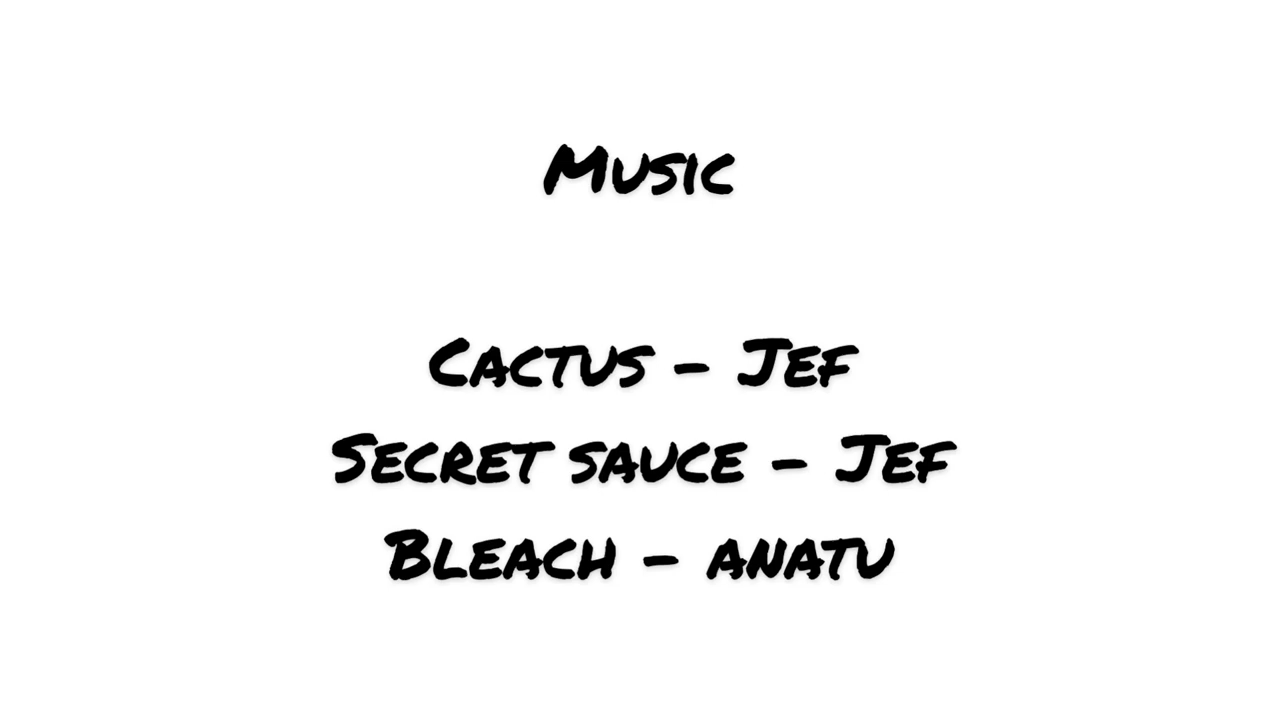 Music
Cactus - Jef
Secret sauce - Jef
Bleach - anatu